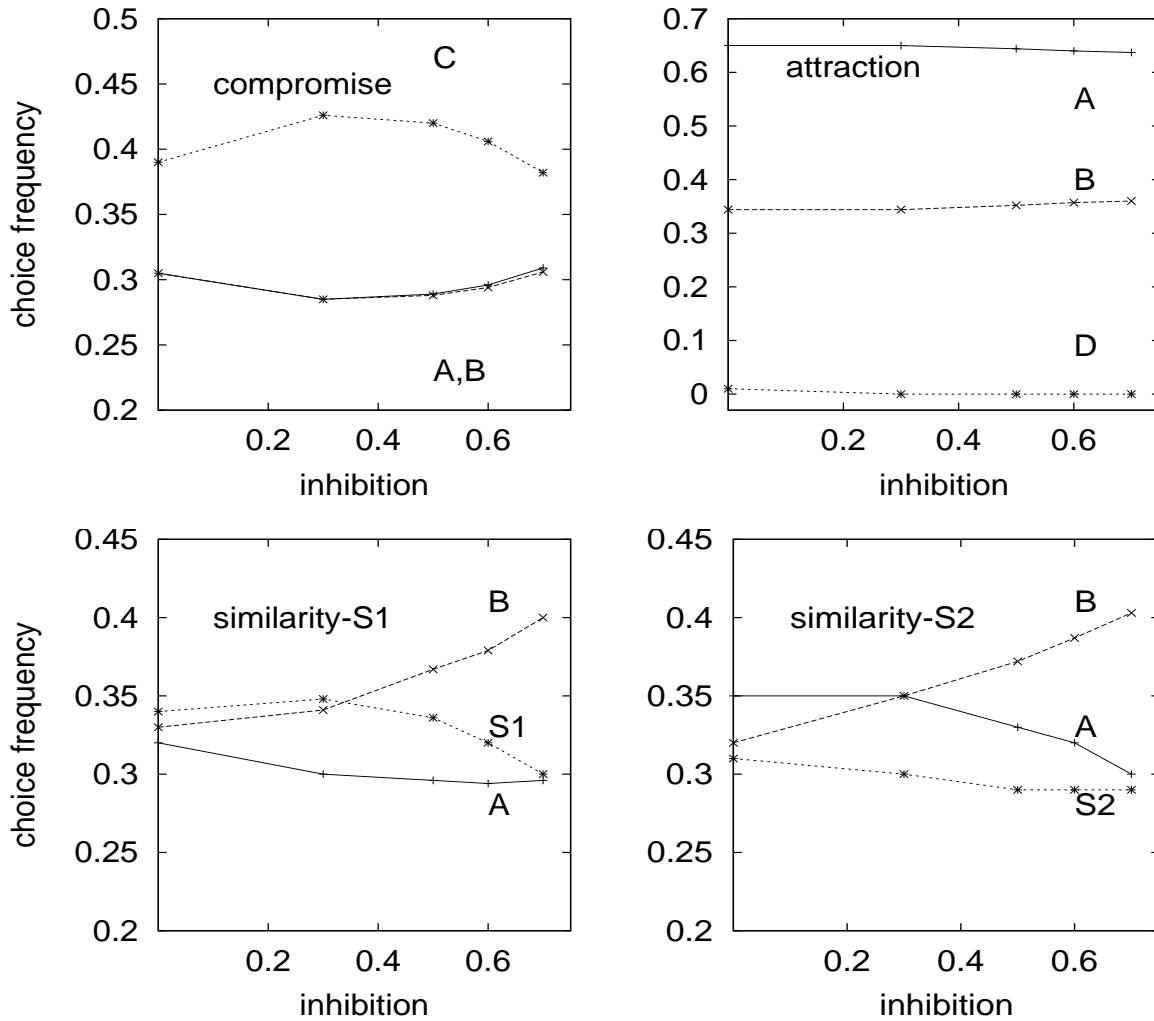 0.5
0.45
0.4
0.35
0.3
0.25
0.2
choice frequency
compromise
C
A,B
0.2 0.4 0.6
inhibition
0.7
0.6
0.5
0.4
0.3
0.2
0.1
0
attraction
A
B
D
0.2 0.4 0.6
inhibition
0.45
0.4
0.35
0.3
0.25
0.2
choice frequency
similarity-S1
B
S1
A
0.2 0.4 0.6
inhibition
0.45
0.4
0.35
0.3
0.25
0.2
similarity-S2
B
A
S2
0.2 0.4 0.6
inhibition